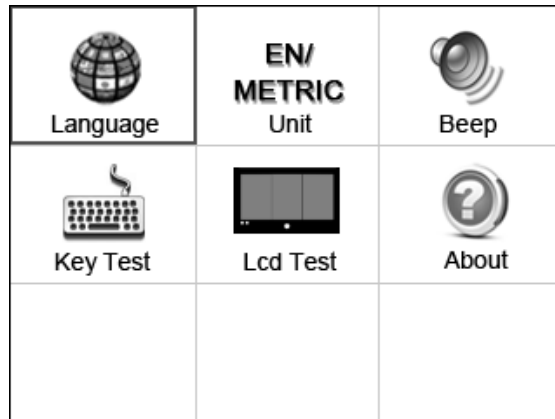 EN/
METRIC
Language
Unit
Beep
Key Test
Lcd Test
About